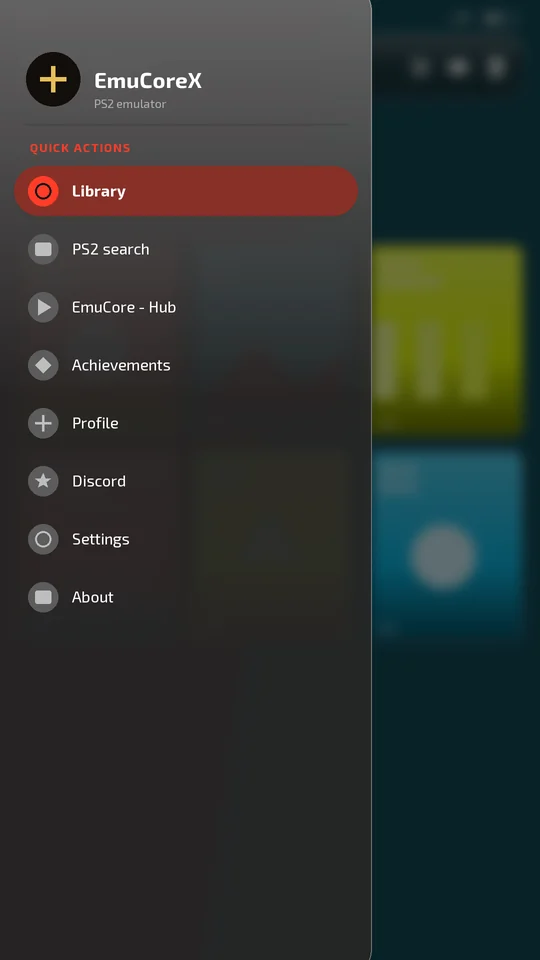 EmuCoreX
PS2 emulator
QUICK ACTIONS
Library
PS2 search
EmuCore - Hub
Achievements
Profile
Discord
Settings
About